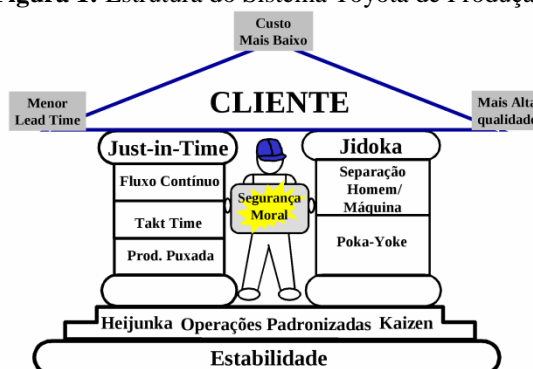 Figura 1: Estrutura do Sistema Toyota de Produçã
Custo
Mais Baixo
Menor
Lead Time
CLIENTE
Mais Alta
qualidade
Just-in-Time
Jidoka
Fluxo Contínuo
Takt Time
Prod. Puxada
Segurança
Moral
Separação
Homem/
Máquina
Poka-Yoke
Heijunka Operações Padronizadas Kaizen
Estabilidade